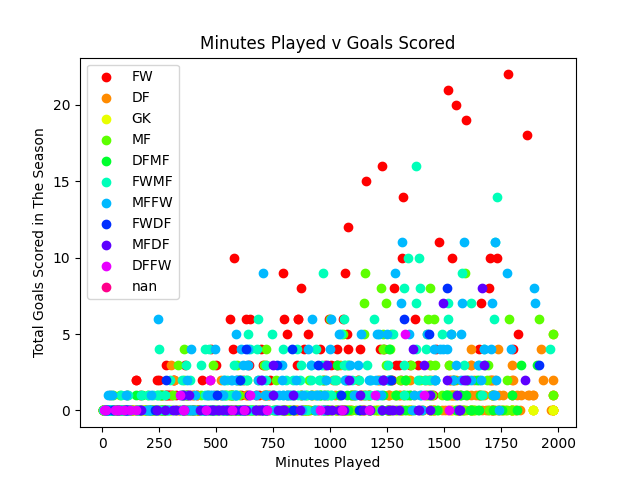 Minutes Played v Goals Scored
FW
DF
GK
MF
DFMF
FWMF
MFFW
FWDF
MFDF
DFFW
nan
Total Goals Scored in The Season
20
15
10
5
0
0 250 500 750 1000 1250 1500 1750 2000
Minutes Played